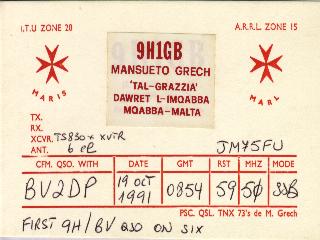 I.T.U ZONE 28
A.R.R.L. ZONE 15
9H1GB
MANSUETO GRECH
'TAL-GRAZZIA'
DAWRET L-IMQABBA
MQABBA-MALTA
MARIS
MARL
TX.
RX.
XCVR. TS830+ XVTR
ANT. 6 el
JM75FU
CFM. QSO. WITH DATE GMT RST MHZ MODE
BV2DP 19 OCT 1991 0854 59 50 SSB
PSC. QSL. TNX 73's de M. Grech
FIRST 9H/BV QSO ON SIX